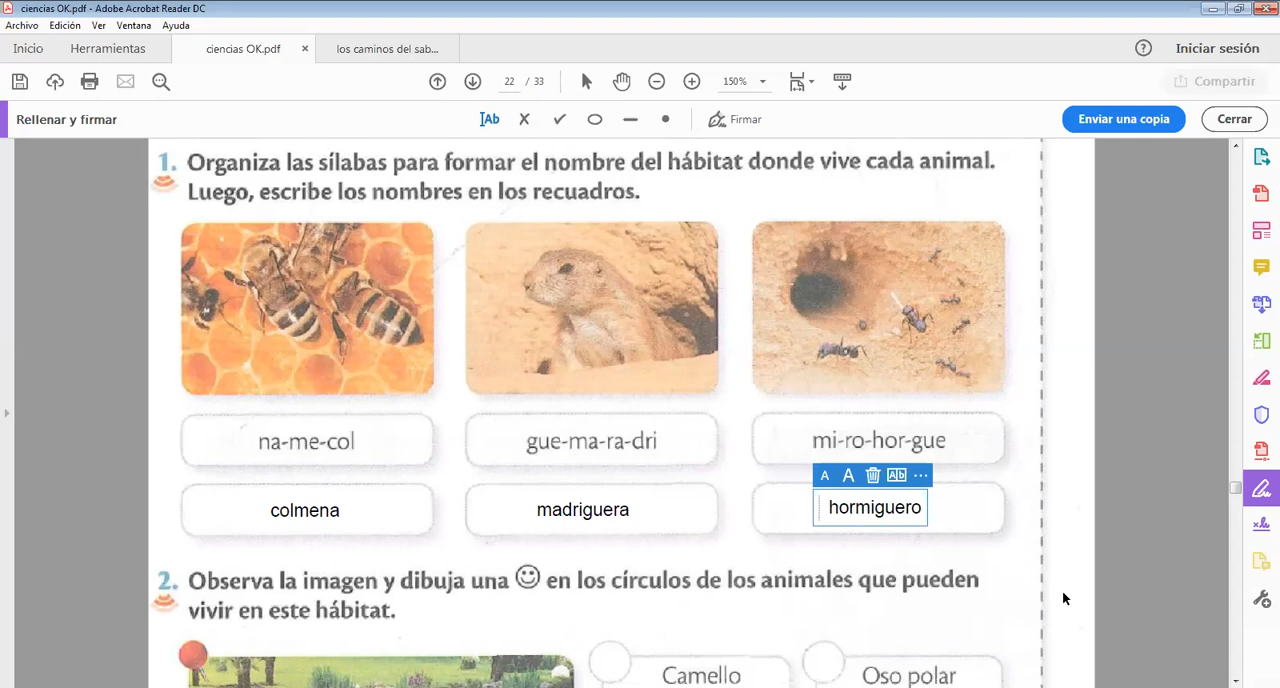 ciencias OK.pdf - Adobe Acrobat Reader DC
Archivo Edición Ver Ventana Ayuda
Inicio Herramientas ciencias OK.pdf × los caminos del sab... ? Iniciar sesión
22 / 33 150% Compartir
Rellenar y firmar Ab Firmar Enviar una copia Cerrar
1. Organiza las sílabas para formar el nombre del hábitat donde vive cada animal.
Luego, escribe los nombres en los recuadros.
na-me-col gue-ma-ra-dri mi-ro-hor-gue
A A AB ...
colmena madriguera hormiguero
2. Observa la imagen y dibuja una en los círculos de los animales que pueden
vivir en este hábitat.
Camello Oso polar